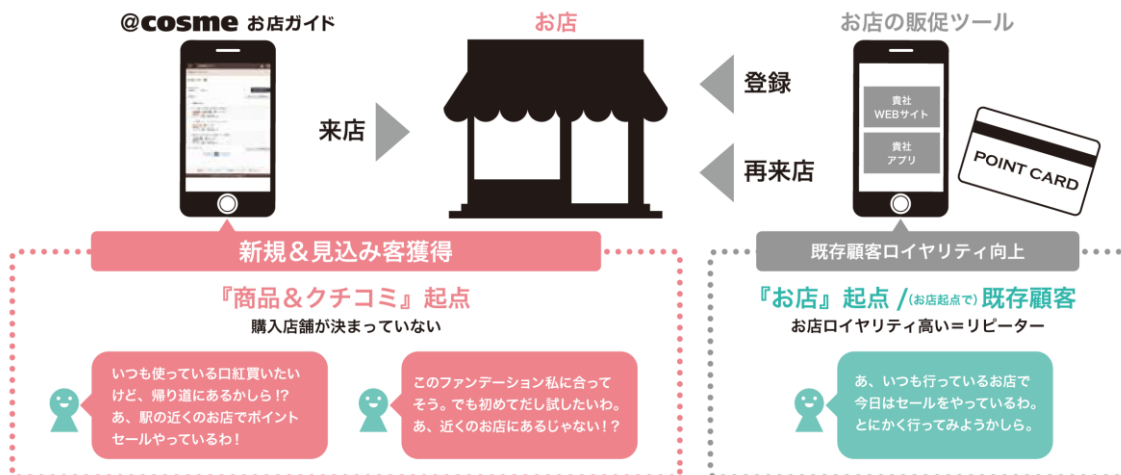 @cosme お店ガイド
お店
お店の販促ツール
来店
登録
再来店
貴社
WEBサイト
貴社
アプリ
POINT CARD
新規&見込み客獲得
『商品&クチコミ』起点
購入店舗が決まっていない
いつも使っている口紅買いたい
けど、帰り道にあるかしら!?
あ、駅の近くのお店でポイント
セールやっているわ!
このファンデーション私に合って
そう。でも初めてだし試したいわ。
あ、近くのお店にあるじゃない!?
既存顧客ロイヤリティ向上
『お店』起点 /(お店起点で)既存顧客
お店ロイヤリティ高い=リピーター
あ、いつも行っているお店で
今日はセールをやっているわ。
とにかく行ってみようかしら。